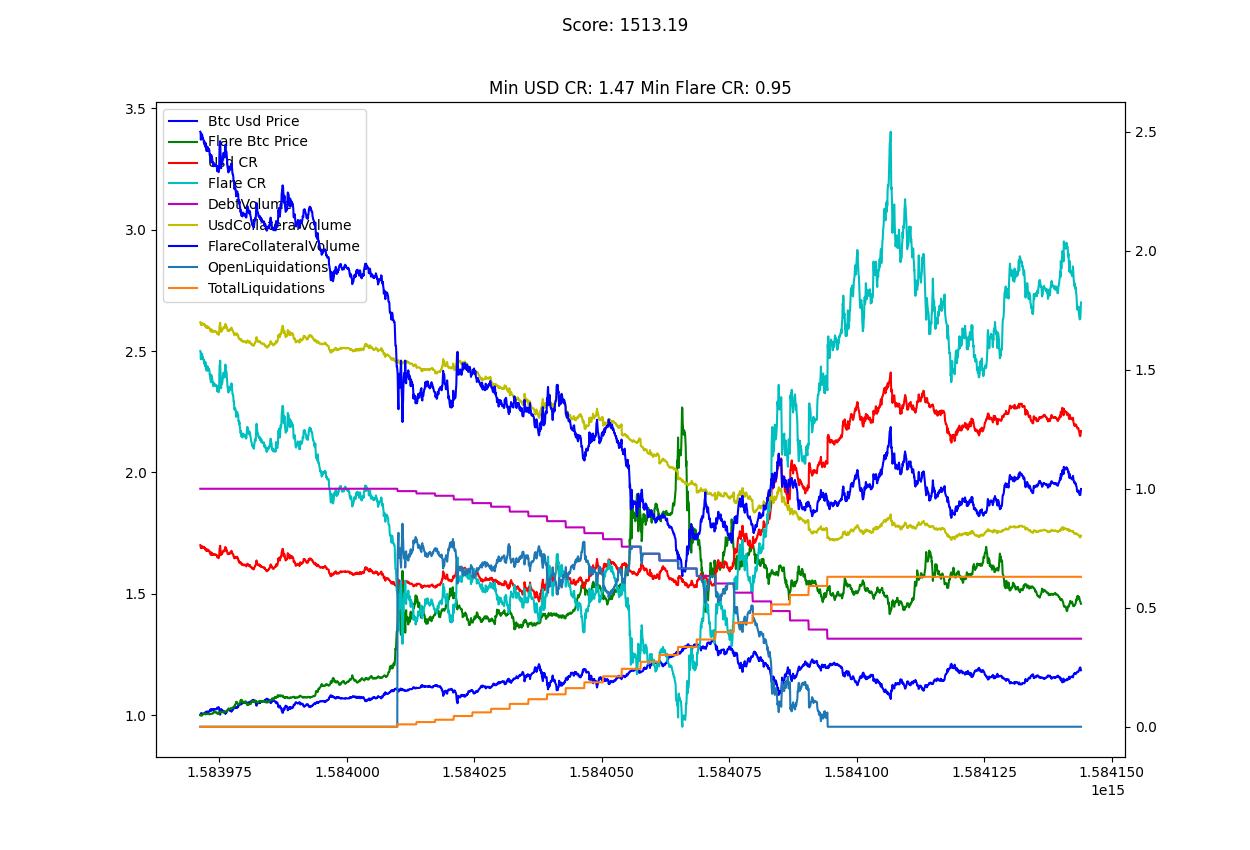 Score: 1513.19
Min USD CR: 1.47 Min Flare CR: 0.95
3.5
3.0
2.5
2.0
1.5
1.0
Btc Usd Price
Flare Btc Price
Usd CR
Flare CR
DebtVolume
UsdCollateralVolume
FlareCollateralVolume
OpenLiquidations
TotalLiquidations
2.5
2.0
1.5
1.0
0.5
0.0
1.583975 1.584000 1.584025 1.584050 1.584075 1.584100 1.584125 1.584150
1e15